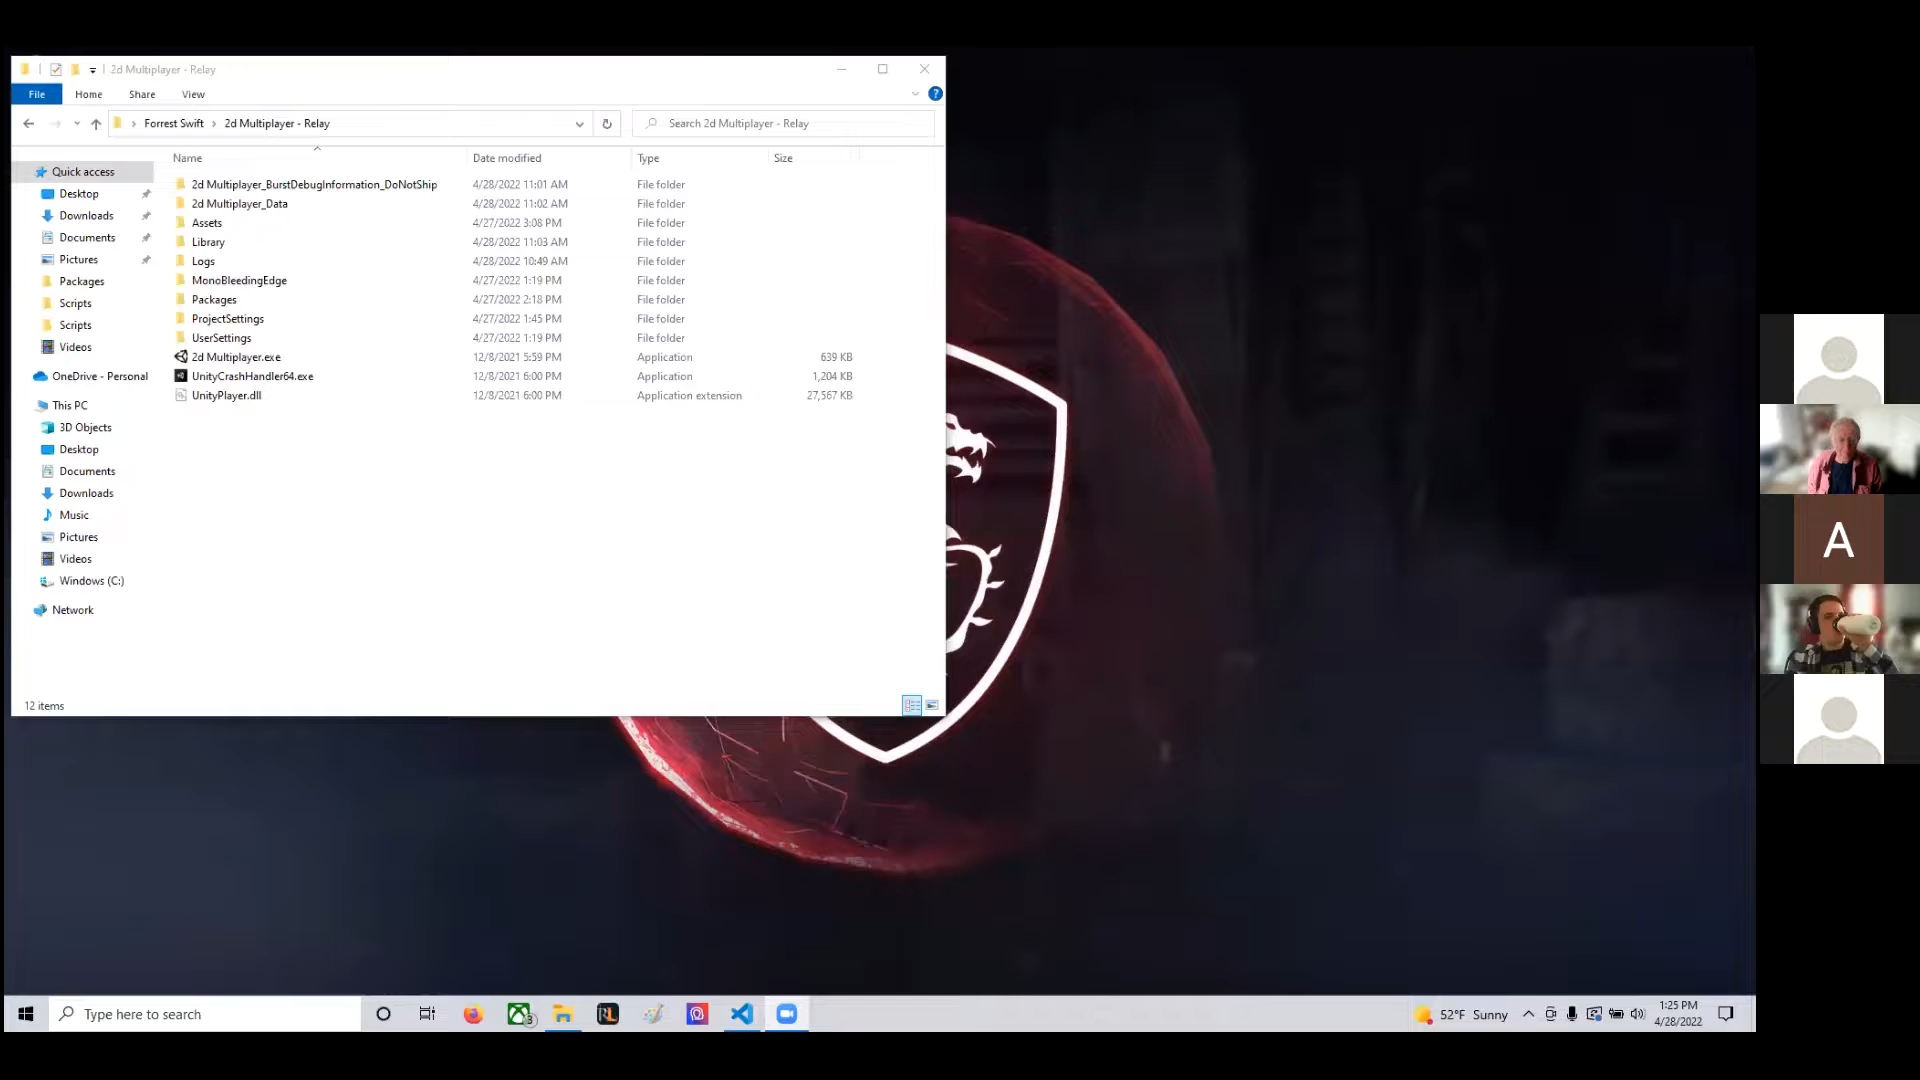 2d Multiplayer - Relay
File Home Share View
Forrest Swift > 2d Multiplayer - Relay
Search 2d Multiplayer - Relay
Name Date modified Type Size
Quick access
Desktop
Downloads
Documents
Pictures
Packages
Scripts
Scripts
Videos
OneDrive - Personal
This PC
3D Objects
Desktop
Documents
Downloads
Music
Pictures
Videos
Windows (C:)
Network
2d Multiplayer_BurstDebugInformation_DoNotShip 4/28/2022 11:01 AM File folder
2d Multiplayer_Data 4/28/2022 11:02 AM File folder
Assets 4/27/2022 3:08 PM File folder
Library 4/28/2022 11:03 AM File folder
Logs 4/28/2022 10:49 AM File folder
MonoBleedingEdge 4/27/2022 1:19 PM File folder
Packages 4/27/2022 2:18 PM File folder
ProjectSettings 4/27/2022 1:45 PM File folder
UserSettings 4/27/2022 1:19 PM File folder
2d Multiplayer.exe 12/8/2021 5:59 PM Application 639 KB
UnityCrashHandler64.exe 12/8/2021 6:00 PM Application 1,204 KB
UnityPlayer.dll 12/8/2021 6:00 PM Application extension 27,567 KB
12 items
A
Type here to search
3
RL
52°F Sunny
1:25 PM
4/28/2022